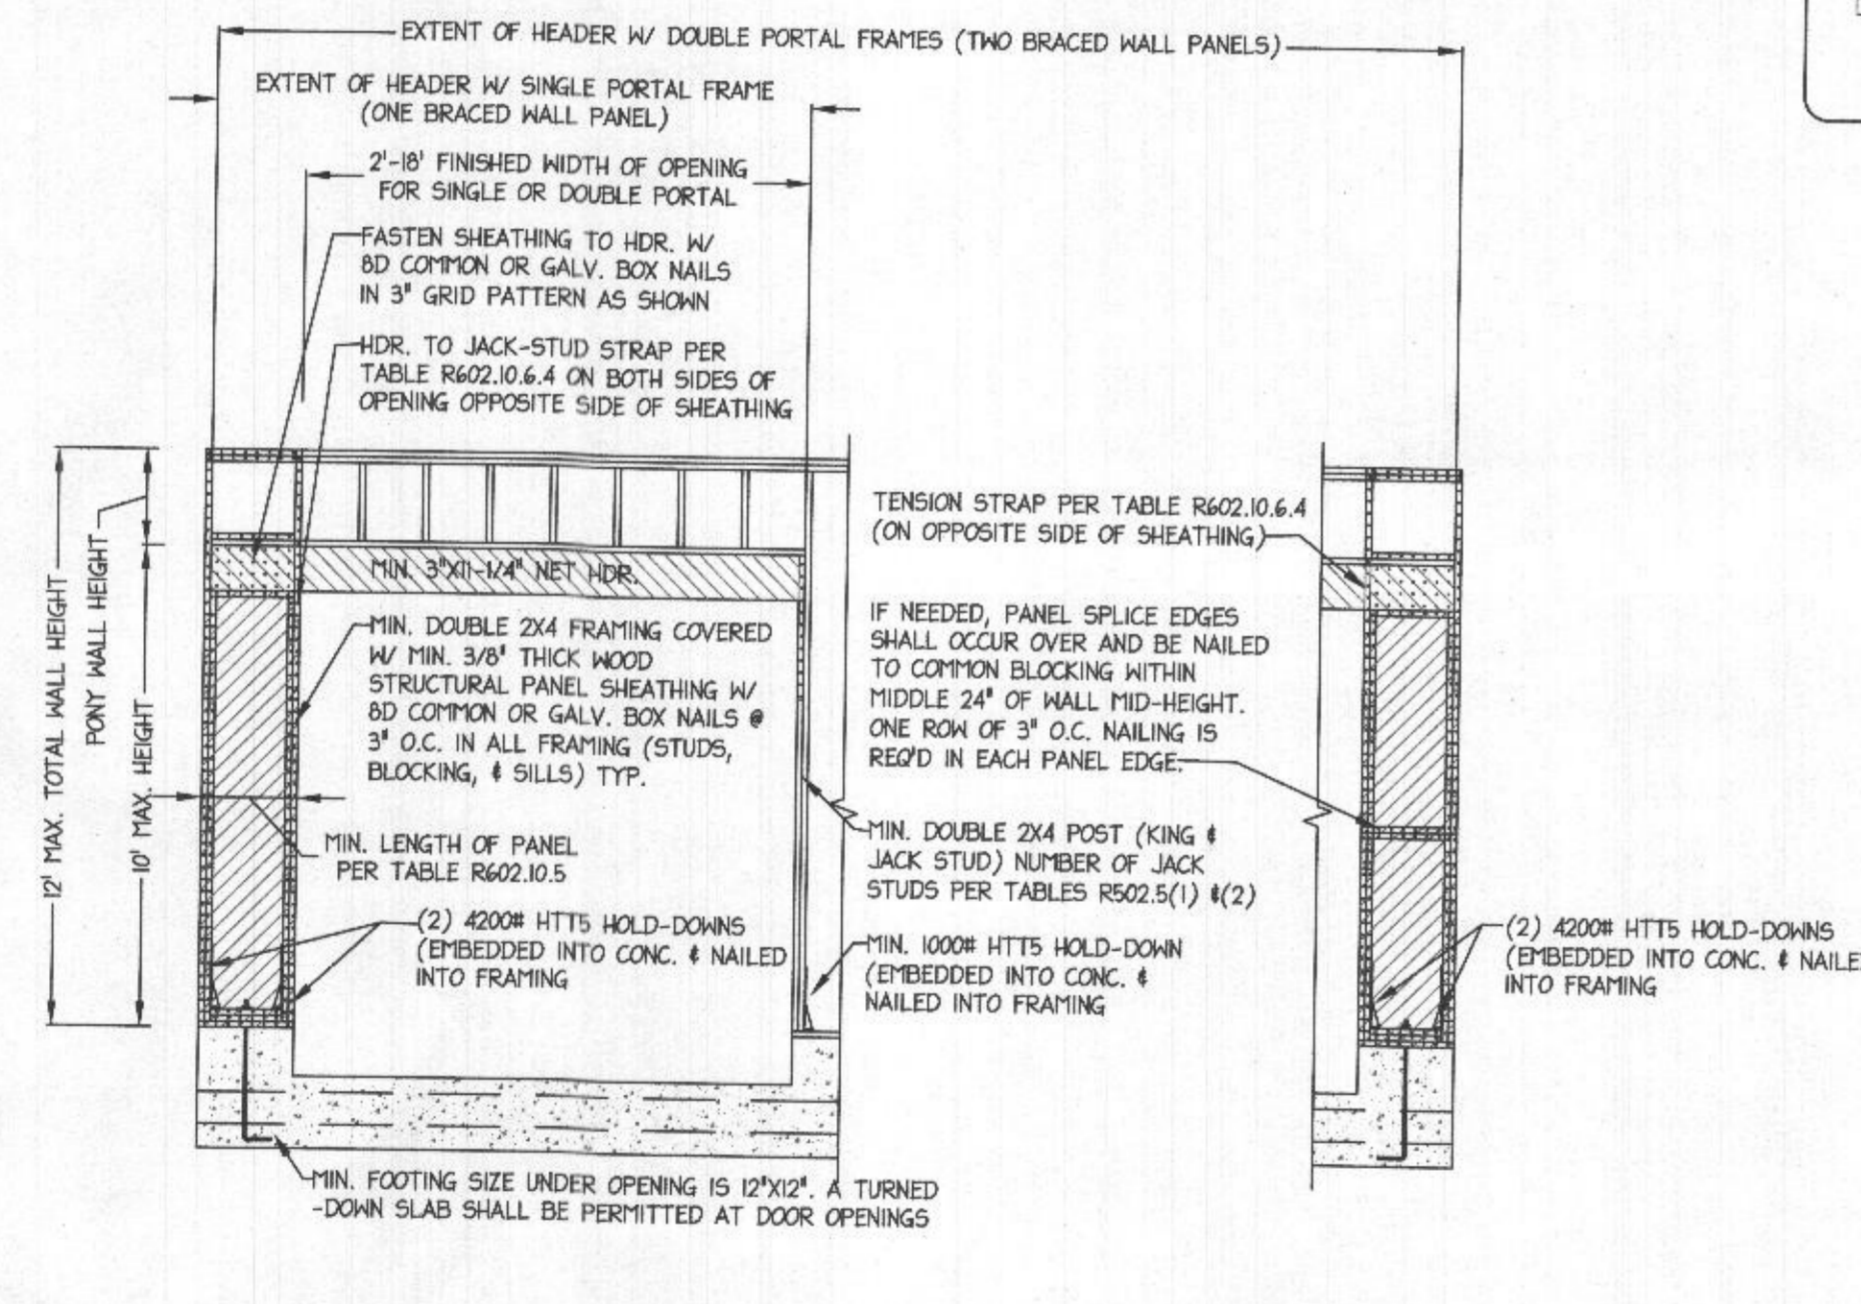 EXTENT OF HEADER W/ DOUBLE PORTAL FRAMES (TWO BRACED WALL PANELS)
EXTENT OF HEADER W/ SINGLE PORTAL FRAME
(ONE BRACED WALL PANEL)
2'-18' FINISHED WIDTH OF OPENING
FOR SINGLE OR DOUBLE PORTAL
FASTEN SHEATHING TO HDR. W/
8D COMMON OR GALV. BOX NAILS
IN 3" GRID PATTERN AS SHOWN
HDR. TO JACK-STUD STRAP PER
TABLE R602.10.6.4 ON BOTH SIDES OF
OPENING OPPOSITE SIDE OF SHEATHING
12' MAX. TOTAL WALL HEIGHT
PONY WALL HEIGHT
10' MAX. HEIGHT
MIN. 3"X11-1/4" NET HDR.
MIN. DOUBLE 2X4 FRAMING COVERED
W/ MIN. 3/8" THICK WOOD
STRUCTURAL PANEL SHEATHING W/
8D COMMON OR GALV. BOX NAILS @
3" O.C. IN ALL FRAMING (STUDS,
BLOCKING, & SILLS) TYP.
MIN. LENGTH OF PANEL
PER TABLE R602.10.5
(2) 4200# HTT5 HOLD-DOWNS
(EMBEDDED INTO CONC. & NAILED
INTO FRAMING
MIN. FOOTING SIZE UNDER OPENING IS 12"X12". A TURNED
-DOWN SLAB SHALL BE PERMITTED AT DOOR OPENINGS
TENSION STRAP PER TABLE R602.10.6.4
(ON OPPOSITE SIDE OF SHEATHING)
IF NEEDED, PANEL SPLICE EDGES
SHALL OCCUR OVER AND BE NAILED
TO COMMON BLOCKING WITHIN
MIDDLE 24" OF WALL MID-HEIGHT.
ONE ROW OF 3" O.C. NAILING IS
REQ'D IN EACH PANEL EDGE.
MIN. DOUBLE 2X4 POST (KING &
JACK STUD) NUMBER OF JACK
STUDS PER TABLES R502.5(1) &(2)
MIN. 1000# HTT5 HOLD-DOWN
(EMBEDDED INTO CONC. &
NAILED INTO FRAMING
(2) 4200# HTT5 HOLD-DOWNS
(EMBEDDED INTO CONC. & NAILE
INTO FRAMING